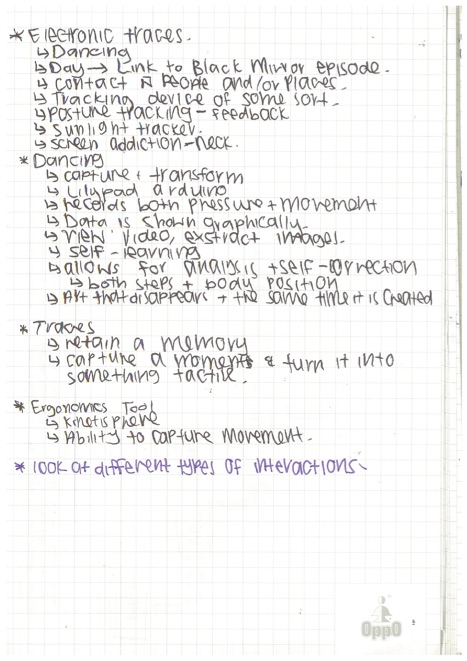 * Electronic traces.
↳ Dancing
↳ Day → Link to Black Mirror episode.
↳ contact N People and/or Places.
↳ Tracking device of some sort.
↳ posture tracking - feedback
↳ Sunlight tracker.
↳ screen addiction-neck.
* Dancing
↳ capture + transform
↳ Lilypad arduino
↳ Records both pressure + movement
↳ Data is shown graphically
↳ View video, exstract images.
↳ self-learning
↳ allows for analysis + self-correction
↳ both steps + body position
↳ Art that disappears + the same time it is Created
* Traces
↳ retain a memory
↳ capture a moment & turn it into
something tactile.
* Ergonomics Tool
↳ Kinetisphere
↳ Ability to capture movement.
* look at different types of interactions.
OppO